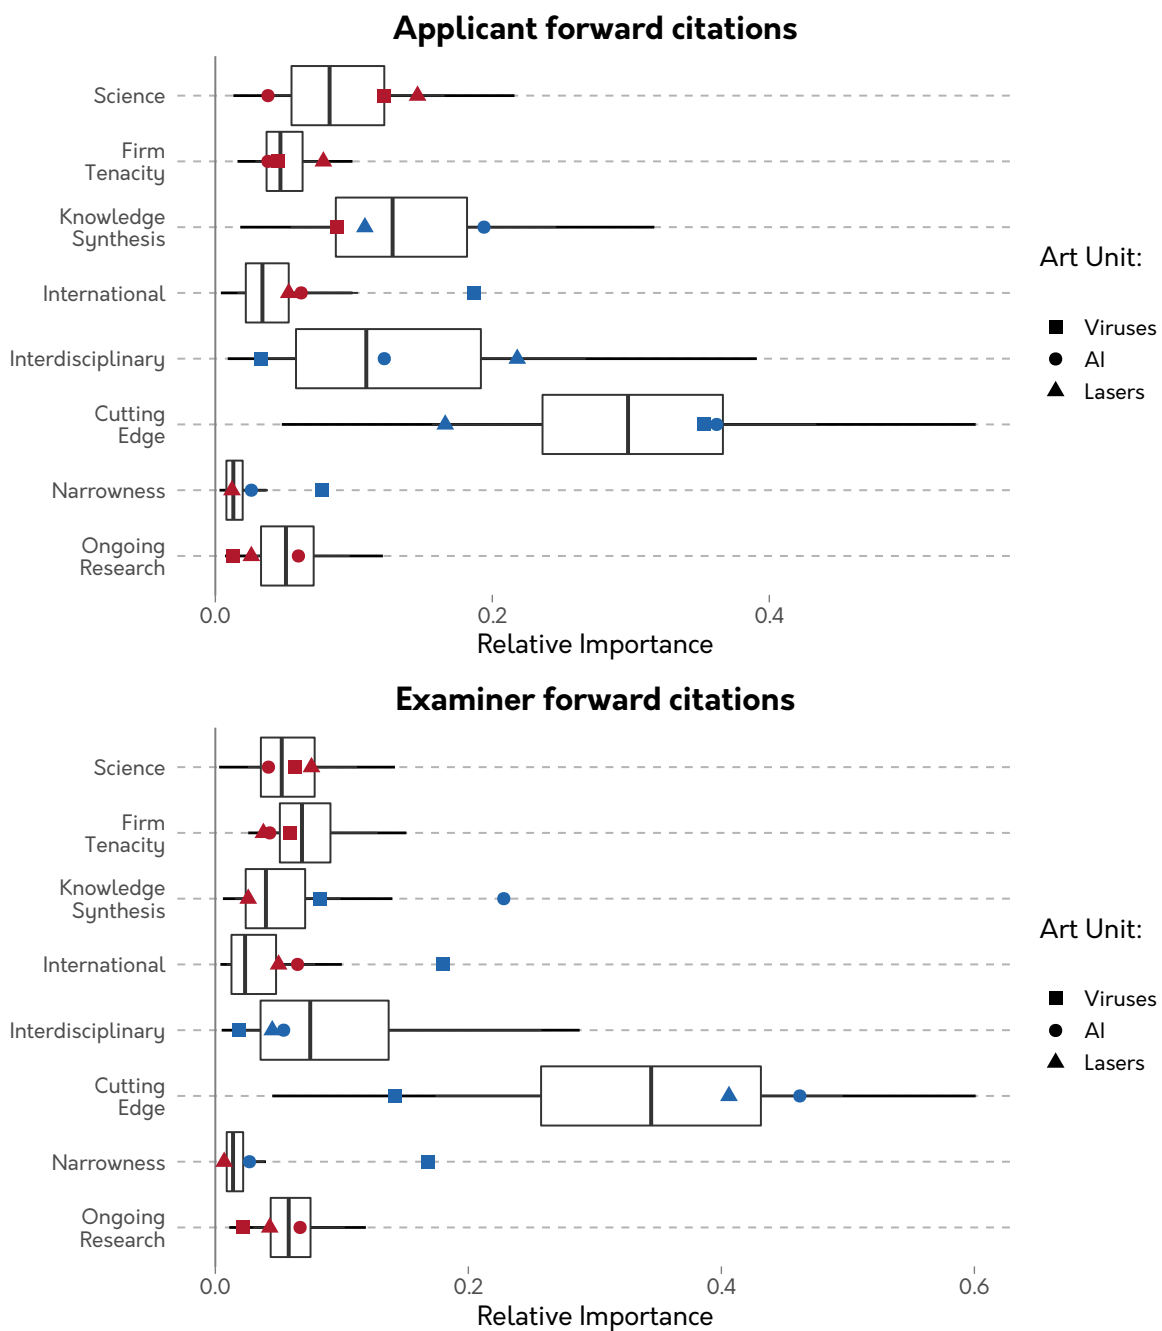 Applicant forward citations
Science
Firm
Tenacity
Knowledge
Synthesis
International
Interdisciplinary
Cutting
Edge
Narrowness
Ongoing
Research
0.0
0.2
0.4
Relative Importance
Art Unit:
Viruses
AI
Lasers
Examiner forward citations
Science
Firm
Tenacity
Knowledge
Synthesis
International
Interdisciplinary
Cutting
Edge
Narrowness
Ongoing
Research
0.0
0.2
0.4
0.6
Relative Importance
Art Unit:
Viruses
AI
Lasers